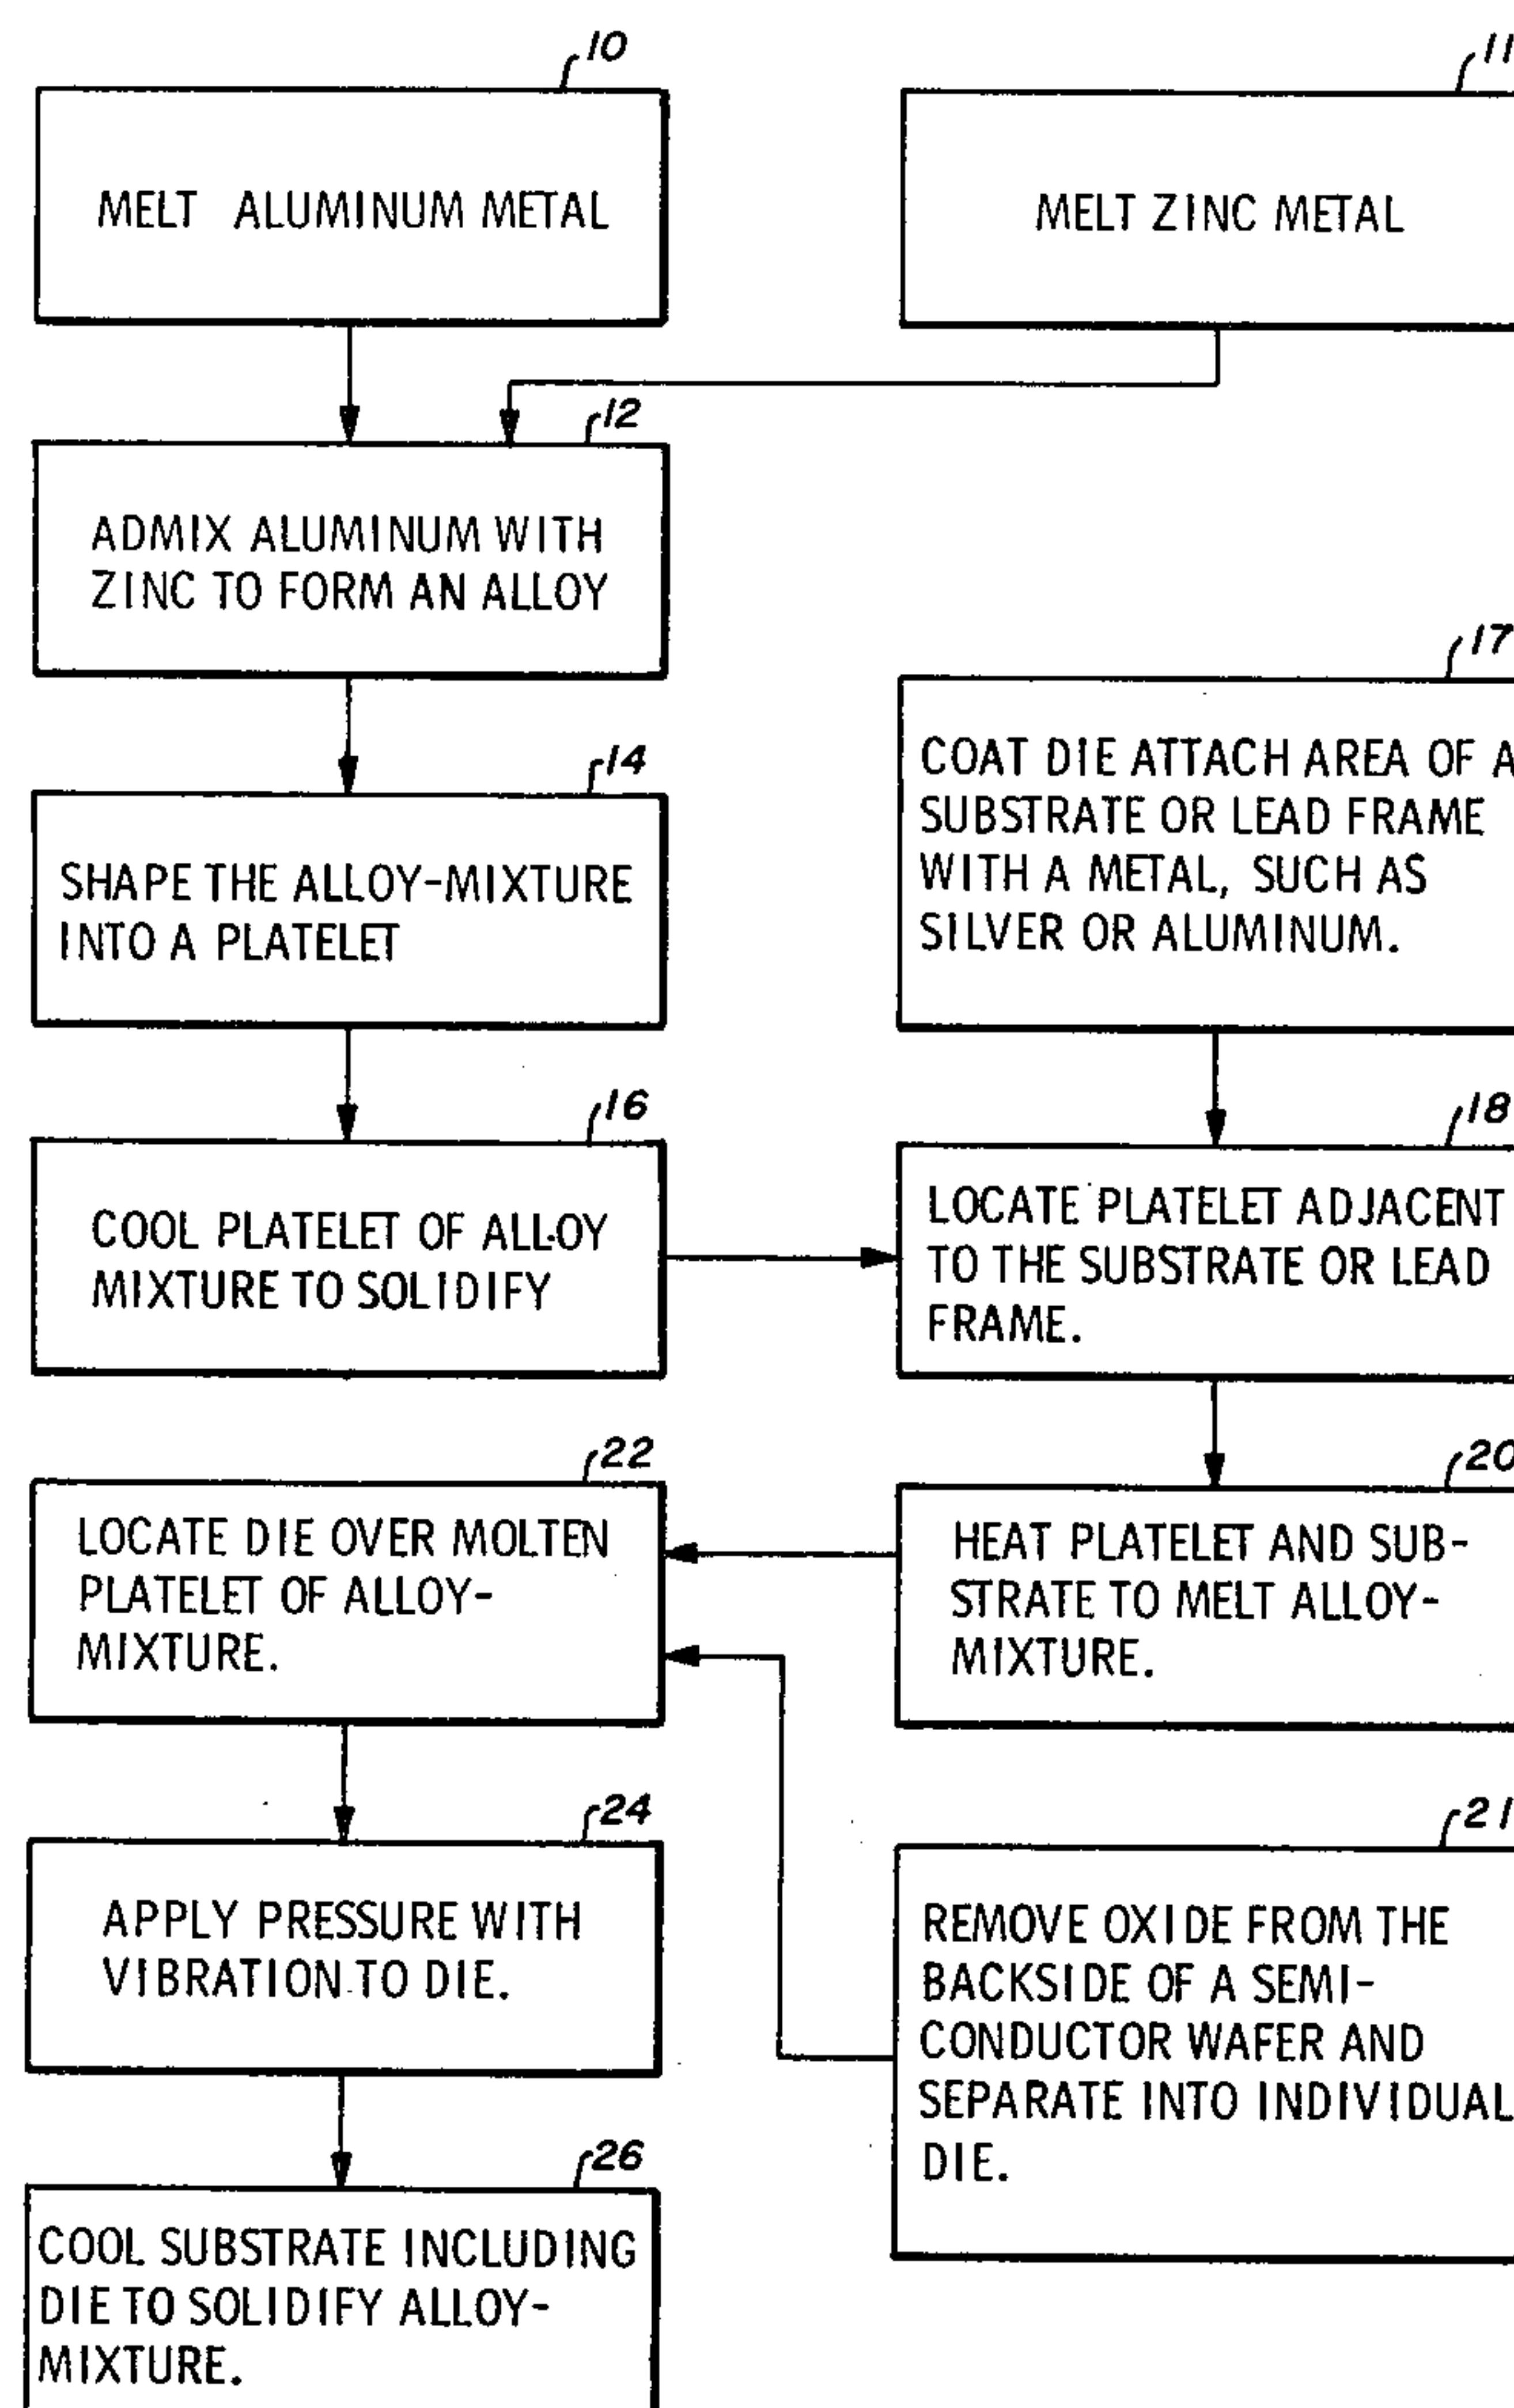 10
MELT ALUMINUM METAL
11
MELT ZINC METAL
12
ADMIX ALUMINUM WITH
ZINC TO FORM AN ALLOY
14
SHAPE THE ALLOY-MIXTURE
INTO A PLATELET
16
COOL PLATELET OF ALLOY
MIXTURE TO SOLIDIFY
17
COAT DIE ATTACH AREA OF A
SUBSTRATE OR LEAD FRAME
WITH A METAL, SUCH AS
SILVER OR ALUMINUM.
18
LOCATE PLATELET ADJACENT
TO THE SUBSTRATE OR LEAD
FRAME.
20
HEAT PLATELET AND SUB-
STRATE TO MELT ALLOY-
MIXTURE.
21
REMOVE OXIDE FROM THE
BACKSIDE OF A SEMI-
CONDUCTOR WAFER AND
SEPARATE INTO INDIVIDUAL
DIE.
22
LOCATE DIE OVER MOLTEN
PLATELET OF ALLOY-
MIXTURE.
24
APPLY PRESSURE WITH
VIBRATION TO DIE.
26
COOL SUBSTRATE INCLUDING
DIE TO SOLIDIFY ALLOY-
MIXTURE.